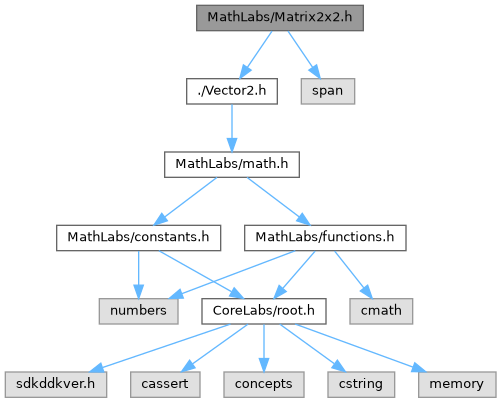 MathLabs/Matrix2x2.h
./Vector2.h
span
MathLabs/math.h
MathLabs/constants.h
MathLabs/functions.h
numbers
CoreLabs/root.h
cmath
sdkddkver.h
cassert
concepts
cstring
memory